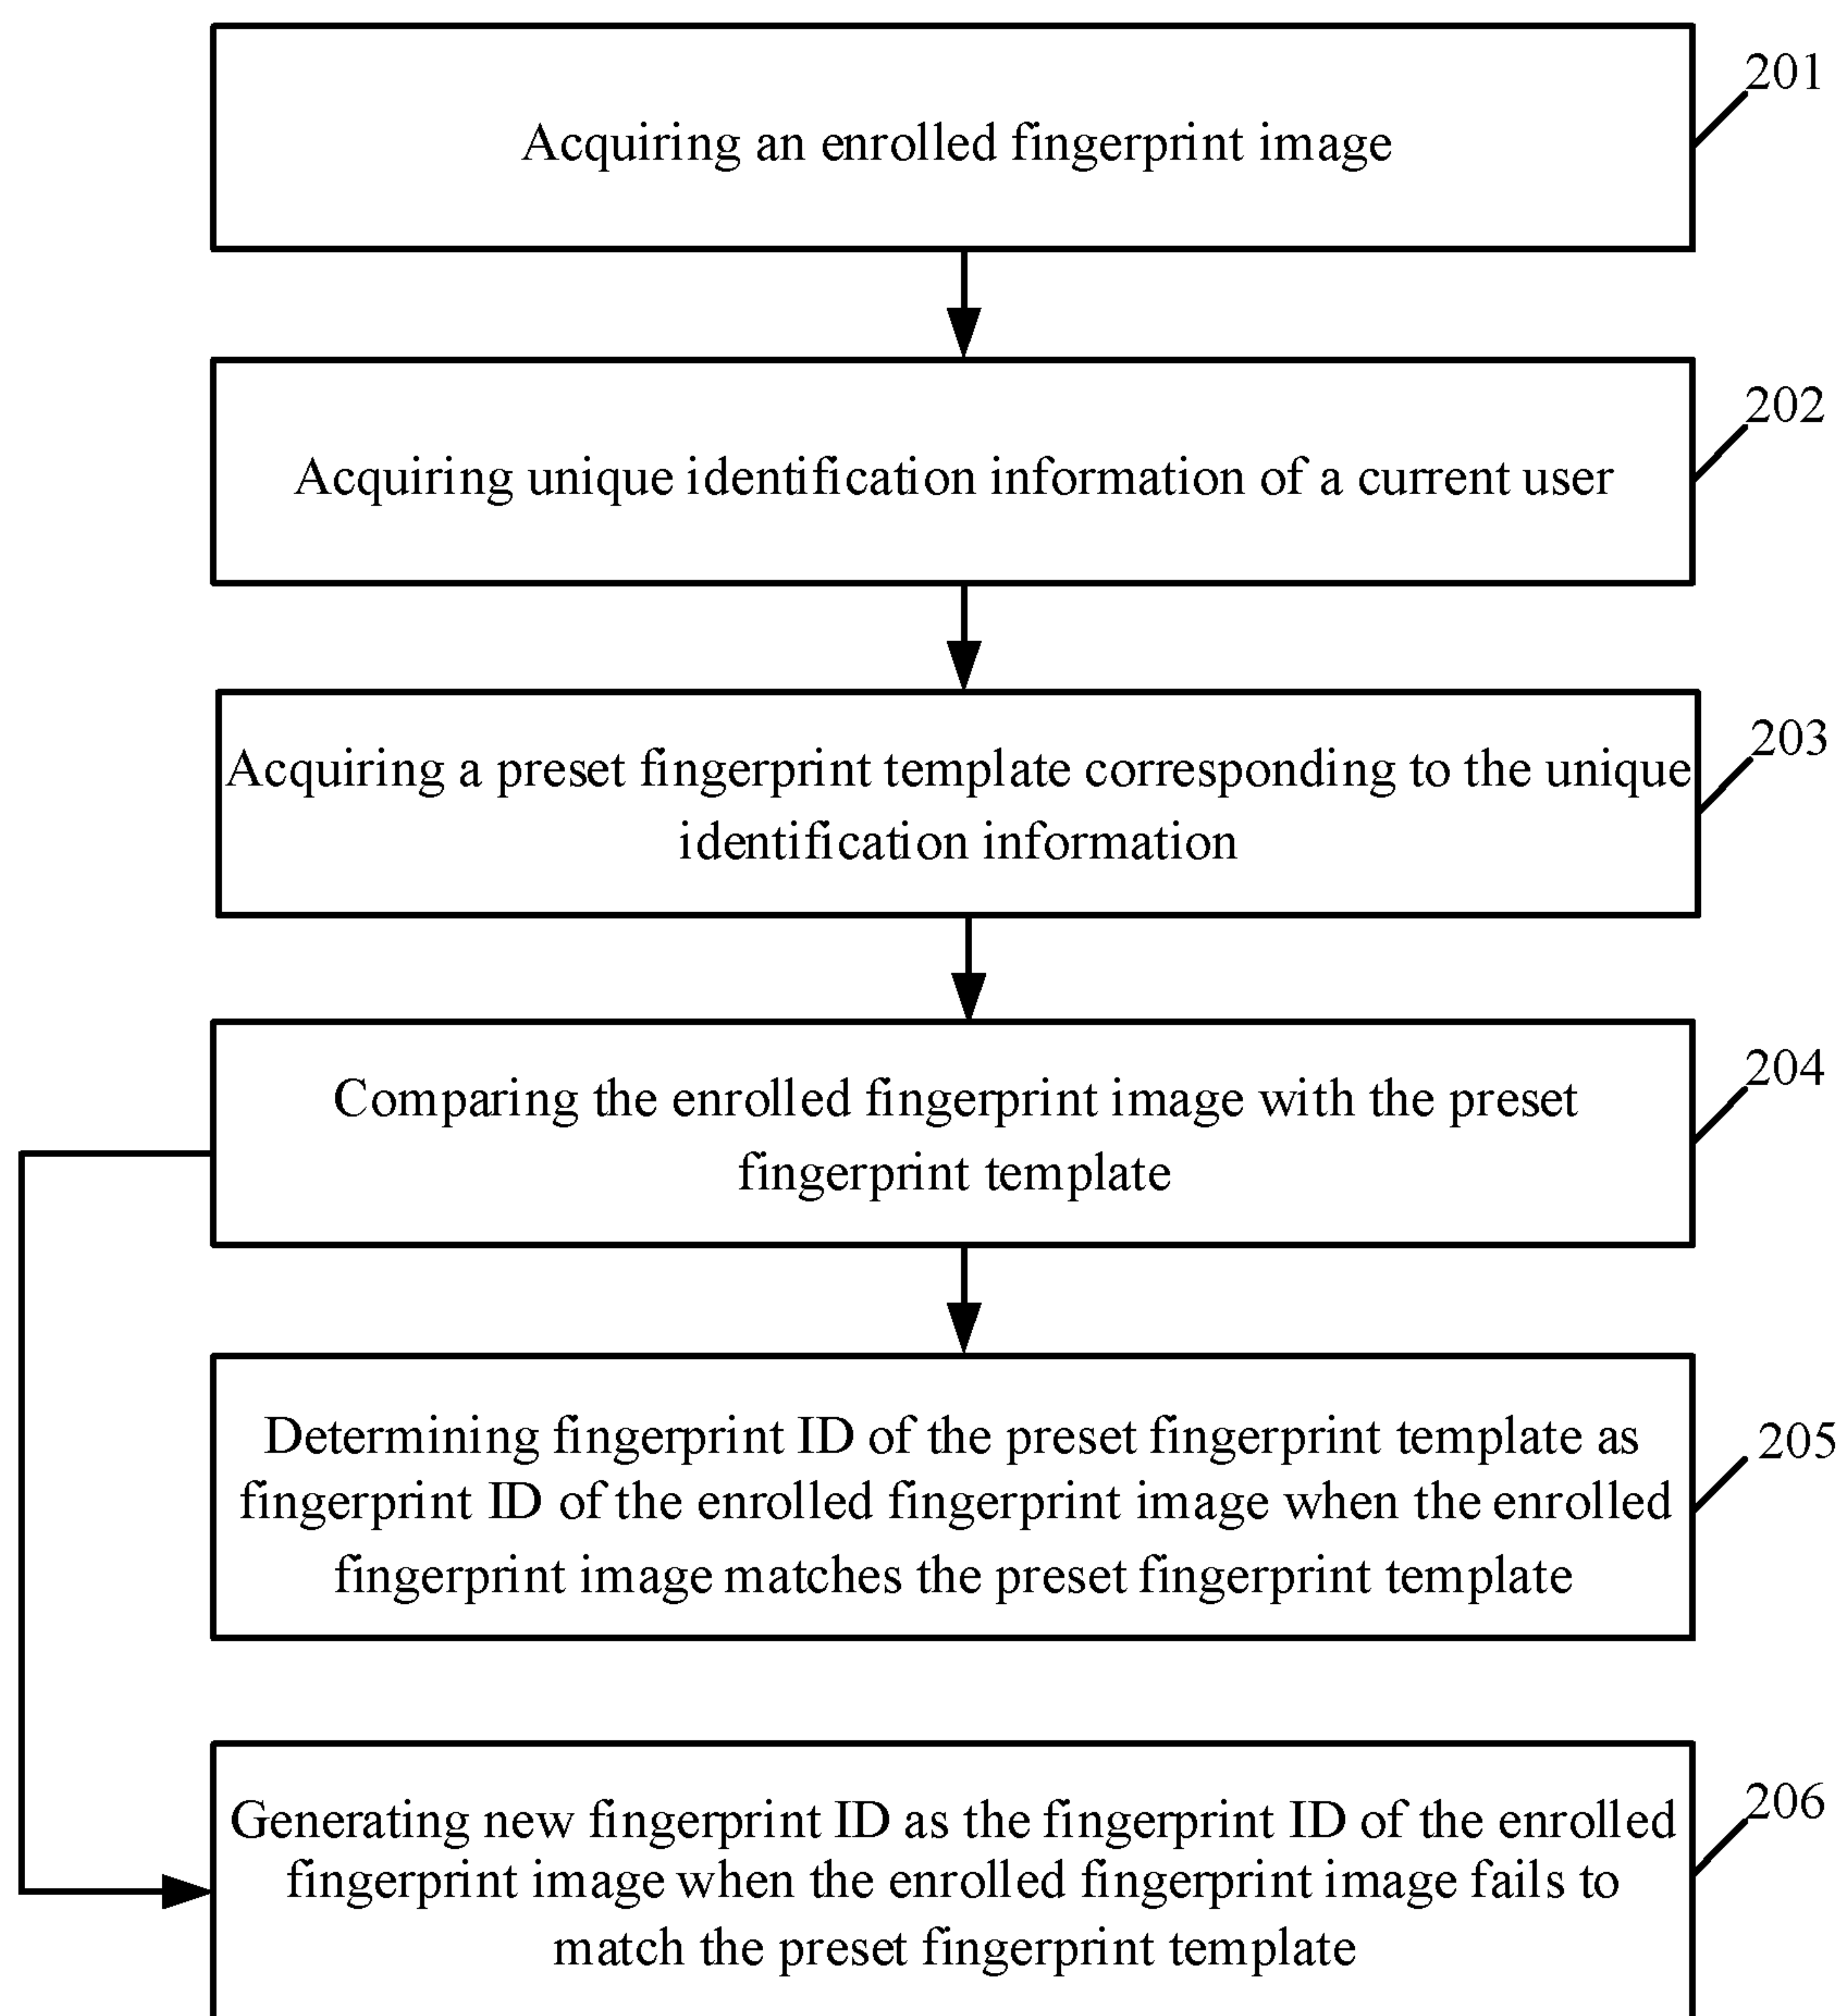 201
Acquiring an enrolled fingerprint image
202
Acquiring unique identification information of a current user
203
Acquiring a preset fingerprint template corresponding to the unique
identification information
204
Comparing the enrolled fingerprint image with the preset
fingerprint template
205
Determining fingerprint ID of the preset fingerprint template as
fingerprint ID of the enrolled fingerprint image when the enrolled
fingerprint image matches the preset fingerprint template
206
Generating new fingerprint ID as the fingerprint ID of the enrolled
fingerprint image when the enrolled fingerprint image fails to
match the preset fingerprint template